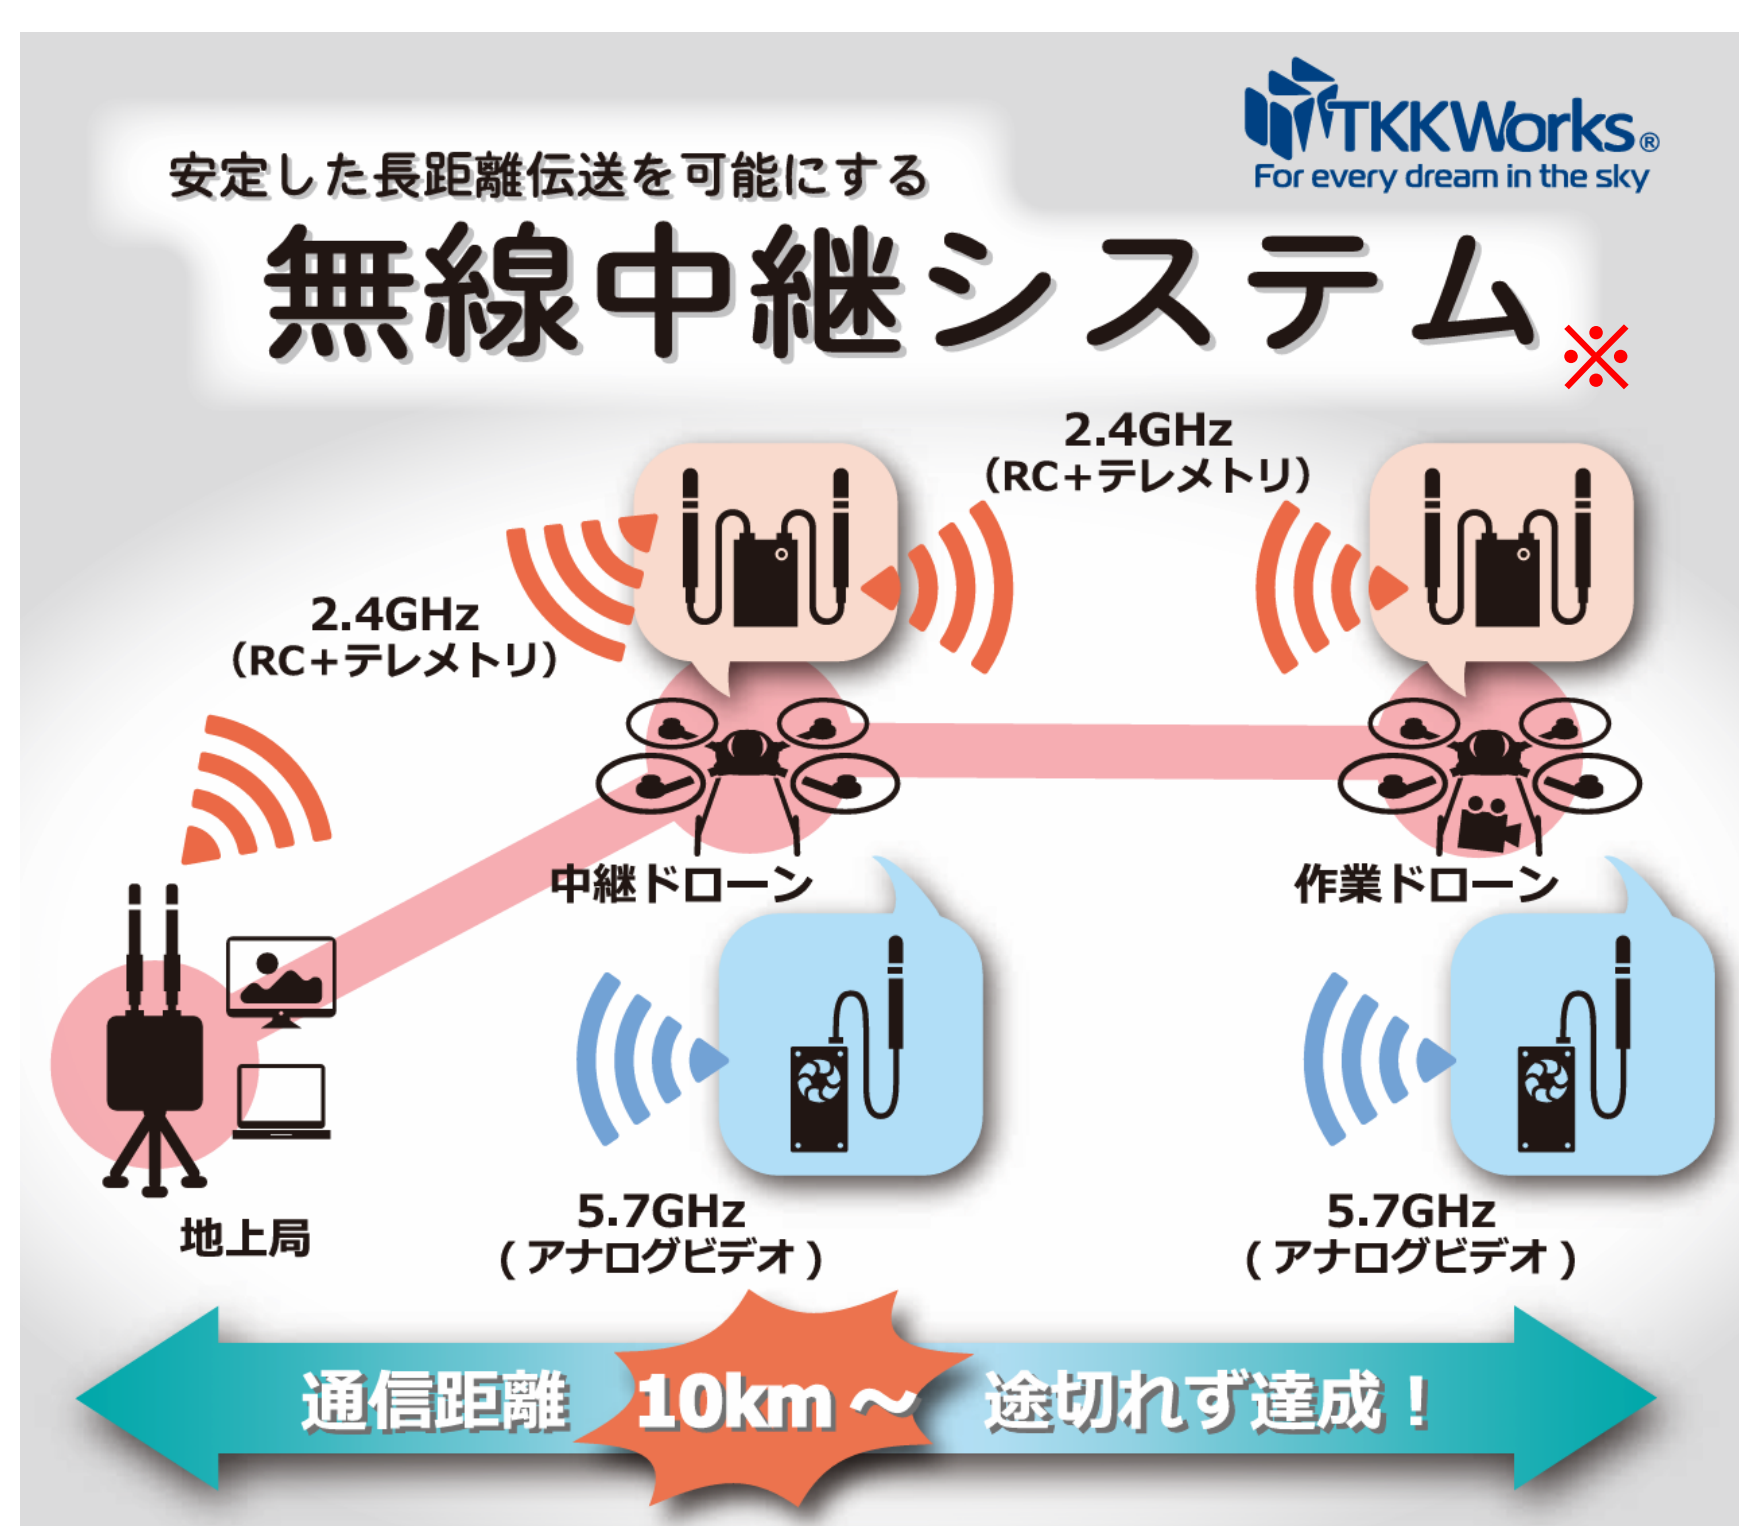 TKKWorks®
For every dream in the sky
安定した長距離伝送を可能にする
無線中継システム※
2.4GHz
（RC+テレメトリ）
2.4GHz
（RC+テレメトリ）
中継ドローン
作業ドローン
地上局
5.7GHz
( アナログビデオ )
5.7GHz
( アナログビデオ )
通信距離 10km～ 途切れず達成！